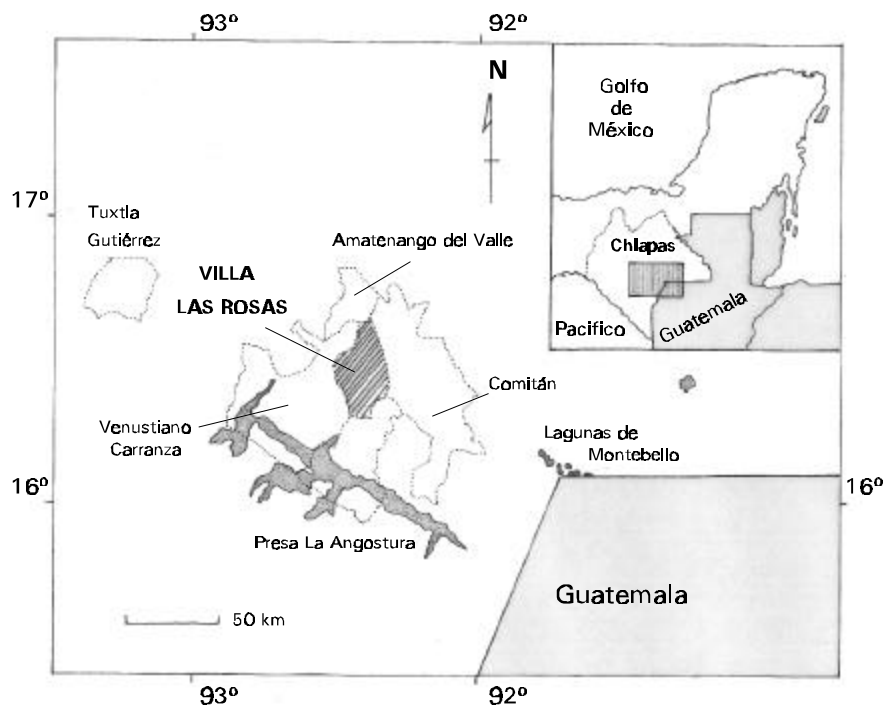 93º
92º
N
Golfo
de
México
17º
Tuxtla
Gutiérrez
Amatenango del Valle
Chiapas
VILLA
LAS ROSAS
Pacifico
Guatemala
Comitán
Venustiano
Carranza
Lagunas de
Montebello
16º
16º
Presa La Angostura
Guatemala
50 km
93º
92º